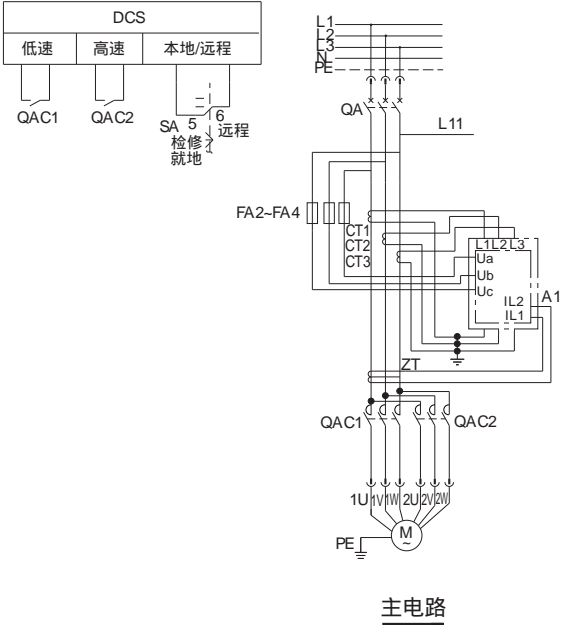 DCS
低速 高速 本地/远程
QAC1 QAC2 SA 5 6 远程
检修
就地
L1
L2
L3
N
PE
QA
L11
FA2~FA4
CT1
CT2
CT3
L1 L2 L3
Ua
Ub
Uc
IL2
IL1
A1
ZT
QAC1 QAC2
1U 1V 1W 2U 2V 2W
M
~
PE
主电路